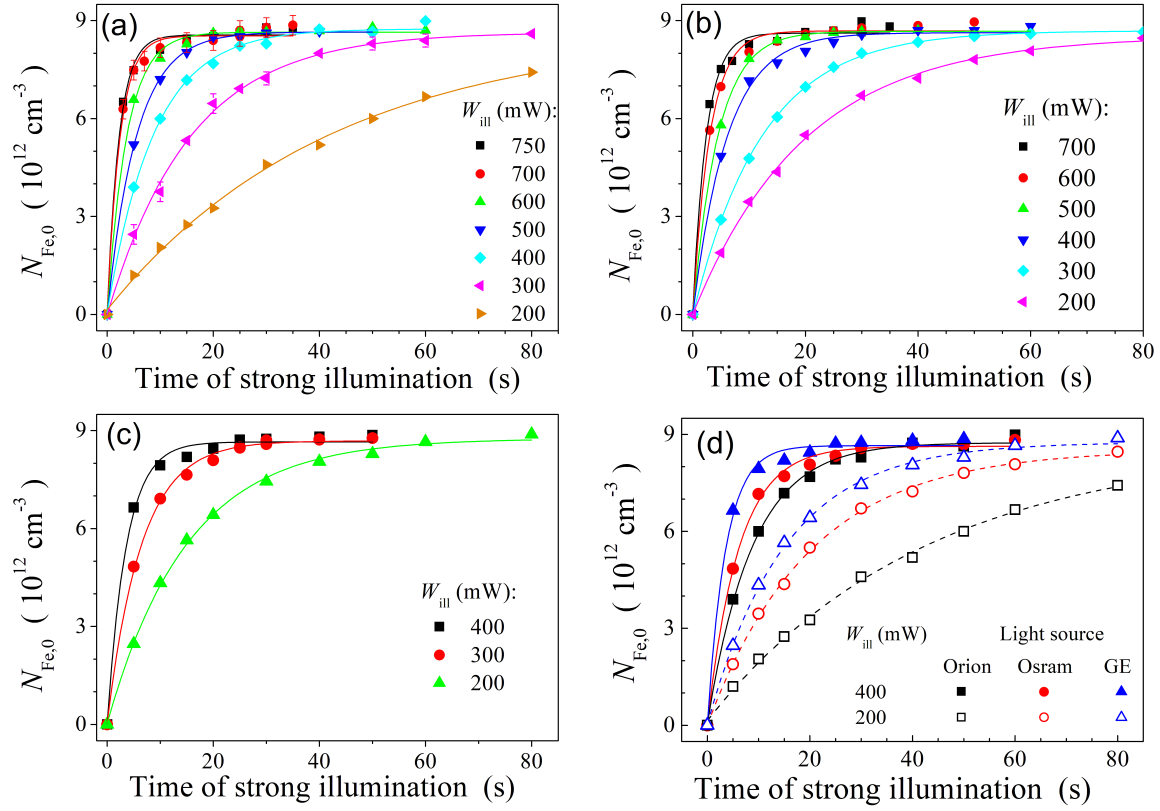 (a)
N_Fe,0 (10^12 cm^-3)
9
6
3
0
W_ill (mW):
750
700
600
500
400
300
200
0 20 40 60 80
Time of strong illumination (s)
(b)
N_Fe,0 (10^12 cm^-3)
9
6
3
0
W_ill (mW):
700
600
500
400
300
200
0 20 40 60 80
Time of strong illumination (s)
(c)
N_Fe,0 (10^12 cm^-3)
9
6
3
0
W_ill (mW):
400
300
200
0 20 40 60 80
Time of strong illumination (s)
(d)
N_Fe,0 (10^12 cm^-3)
9
6
3
0
W_ill (mW) Light source
Orion Osram GE
400
200
0 20 40 60 80
Time of strong illumination (s)